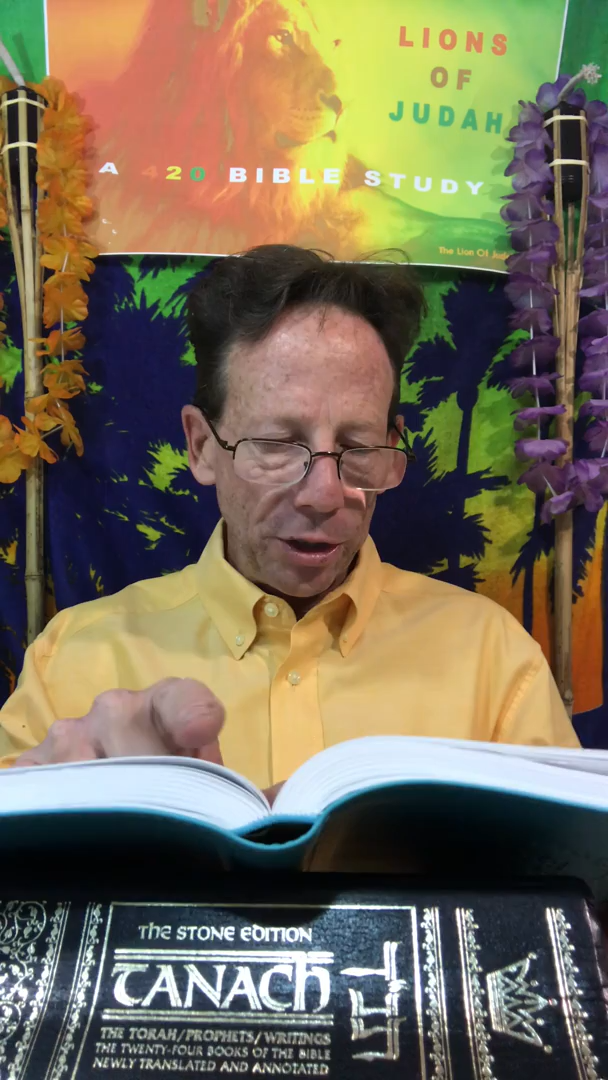 LIONS
OF
JUDAH
A 420 BIBLE STUDY
The Lion Of
THE STONE EDITION
TANACH
THE TORAH/PROPHETS/WRITINGS
THE TWENTY-FOUR BOOKS OF THE BIBLE
NEWLY TRANSLATED AND ANNOTATED